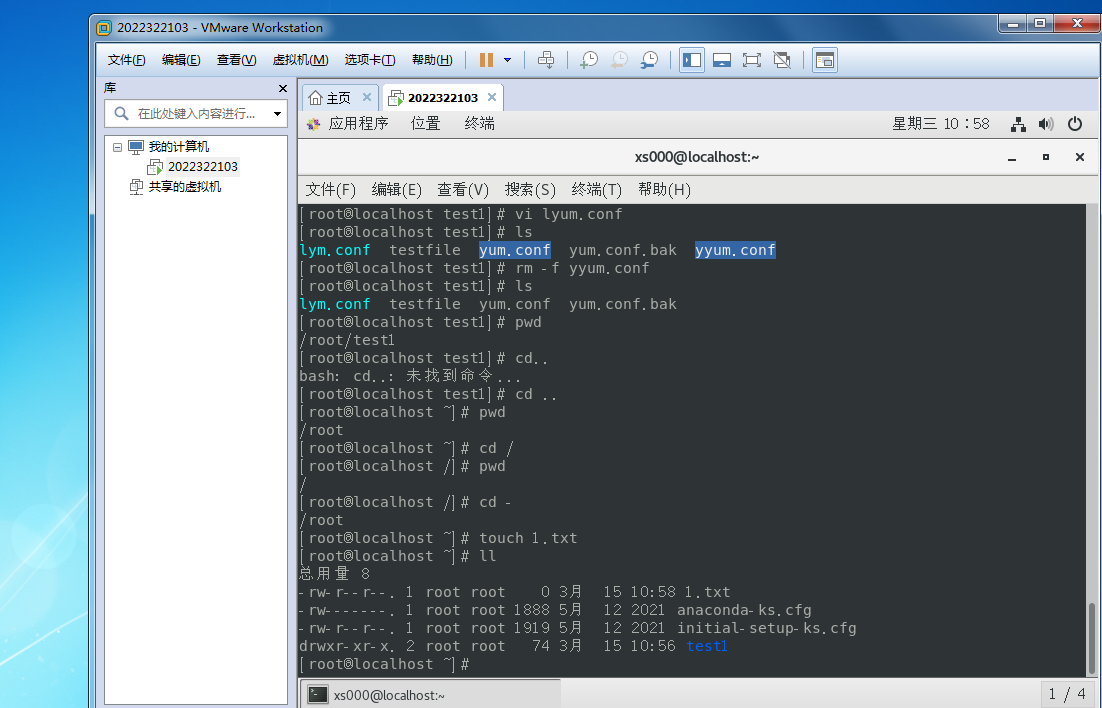 2022322103 - VMware Workstation
文件(F) 编辑(E) 查看(V) 虚拟机(M) 选项卡(T) 帮助(H)
库
在此处键入内容进行...
我的计算机
2022322103
共享的虚拟机
主页 2022322103
应用程序 位置 终端 星期三 10：58
xs000@localhost:~
文件(F) 编辑(E) 查看(V) 搜索(S) 终端(T) 帮助(H)
[root@localhost test1]# vi lyum.conf
[root@localhost test1]# ls
lym.conf testfile yum.conf yum.conf.bak yyum.conf
[root@localhost test1]# rm -f yyum.conf
[root@localhost test1]# ls
lym.conf testfile yum.conf yum.conf.bak
[root@localhost test1]# pwd
/root/test1
[root@localhost test1]# cd..
bash: cd..: 未找到命令...
[root@localhost test1]# cd ..
[root@localhost ~]# pwd
/root
[root@localhost ~]# cd /
[root@localhost /]# pwd
/
[root@localhost /]# cd -
/root
[root@localhost ~]# touch 1.txt
[root@localhost ~]# ll
总用量 8
-rw-r--r--. 1 root root 0 3月 15 10:58 1.txt
-rw-------. 1 root root 1888 5月 12 2021 anaconda-ks.cfg
-rw-r--r--. 1 root root 1919 5月 12 2021 initial-setup-ks.cfg
drwxr-xr-x. 2 root root 74 3月 15 10:56 test1
[root@localhost ~]#
xs000@localhost:~ 1 / 4